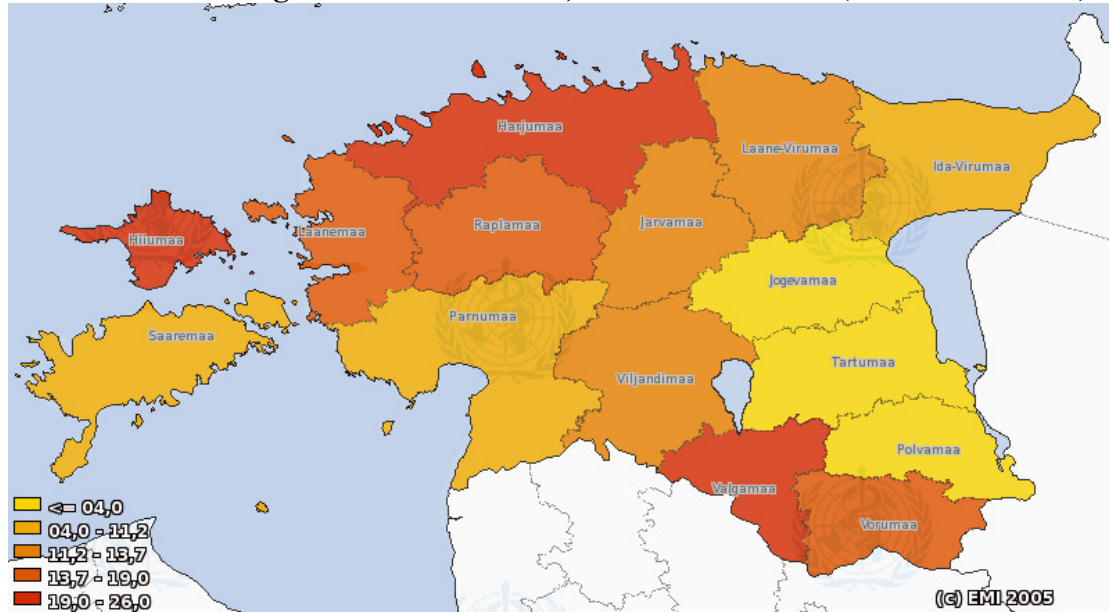 Harjumaa
Laane-Virumaa
Ida-Virumaa
Hiiumaa
Laanemaa
Raplamaa
Jarvamaa
Jogevamaa
Saaremaa
Parnumaa
Viljandimaa
Tartumaa
Polvamaa
Valgamaa
Vorumaa
<= 04,0
04,0 - 11,2
11,2 - 13,7
13,7 - 19,0
19,0 - 26,0
(c) EMI 2005